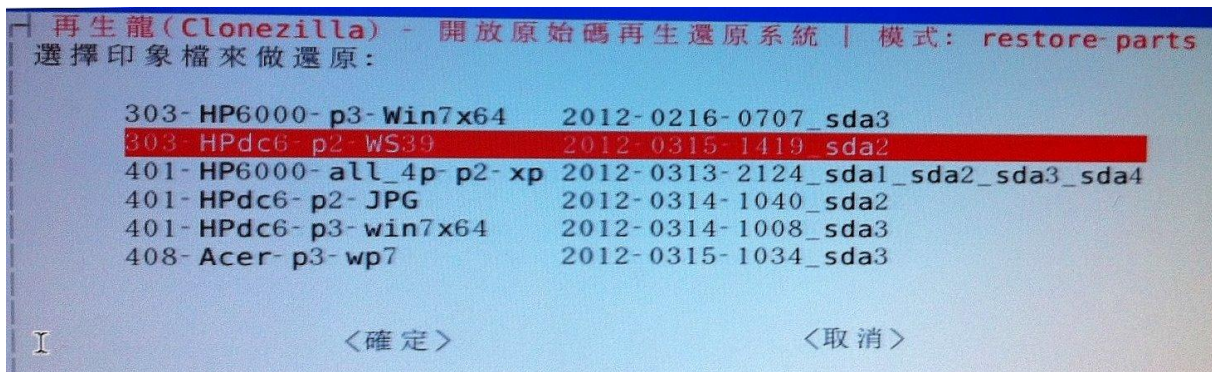 再生龍(Clonezilla) - 開放原始碼再生還原系統 | 模式: restore-parts
選擇印象檔來做還原:
303-HP6000-p3-Win7x64 2012-0216-0707_sda3
303-HPdc6-p2-WS39 2012-0315-1419_sda2
401-HP6000-all_4p-p2-xp 2012-0313-2124_sda1_sda2_sda3_sda4
401-HPdc6-p2-JPG 2012-0314-1040_sda2
401-HPdc6-p3-win7x64 2012-0314-1008_sda3
408-Acer-p3-wp7 2012-0315-1034_sda3
<確定> <取消>